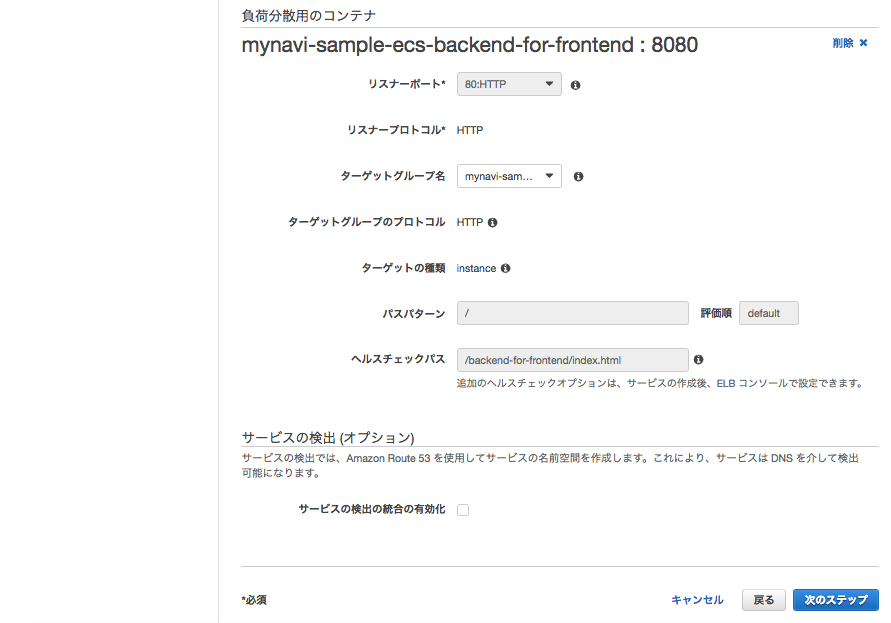 負荷分散用のコンテナ
mynavi-sample-ecs-backend-for-frontend : 8080
削除 ✖
リスナーポート* 80:HTTP
リスナープロトコル* HTTP
ターゲットグループ名 mynavi-sam...
ターゲットグループのプロトコル HTTP
ターゲットの種類 instance
パスパターン / 評価順 default
ヘルスチェックパス /backend-for-frontend/index.html
追加のヘルスチェックオプションは、サービスの作成後、ELB コンソールで設定できます。
サービスの検出 (オプション)
サービスの検出では、Amazon Route 53 を使用してサービスの名前空間を作成します。これにより、サービスは DNS を介して検出
可能になります。
サービスの検出の統合の有効化
*必須 キャンセル 戻る 次のステップ